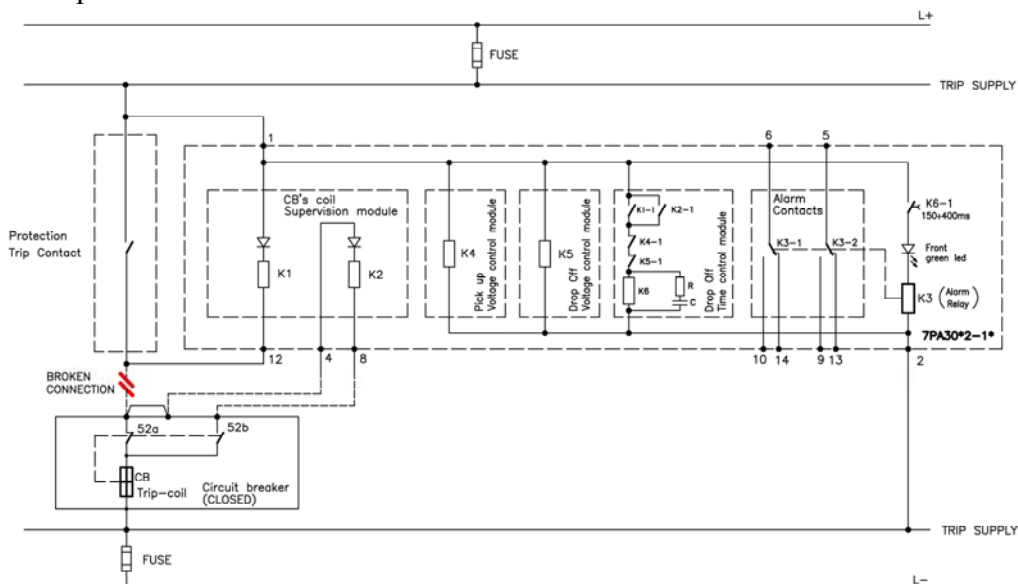 L+
FUSE
TRIP SUPPLY
1
6
5
CB's coil
Supervision module
K1
K2
K4
Pick up
Voltage control module
K5
Drop Off
Voltage control module
K1-1
K2-1
K4-1
K5-1
K6
R
C
Drop Off
Time control module
Alarm
Contacts
K3-1
K3-2
K6-1
150÷400ms
Front
green led
K3 (Alarm Relay)
7PA30*2-1*
Protection
Trip Contact
12
4
8
10
14
9
13
2
BROKEN
CONNECTION
52a
52b
CB
Trip-coil
Circuit breaker
(CLOSED)
TRIP SUPPLY
FUSE
L-